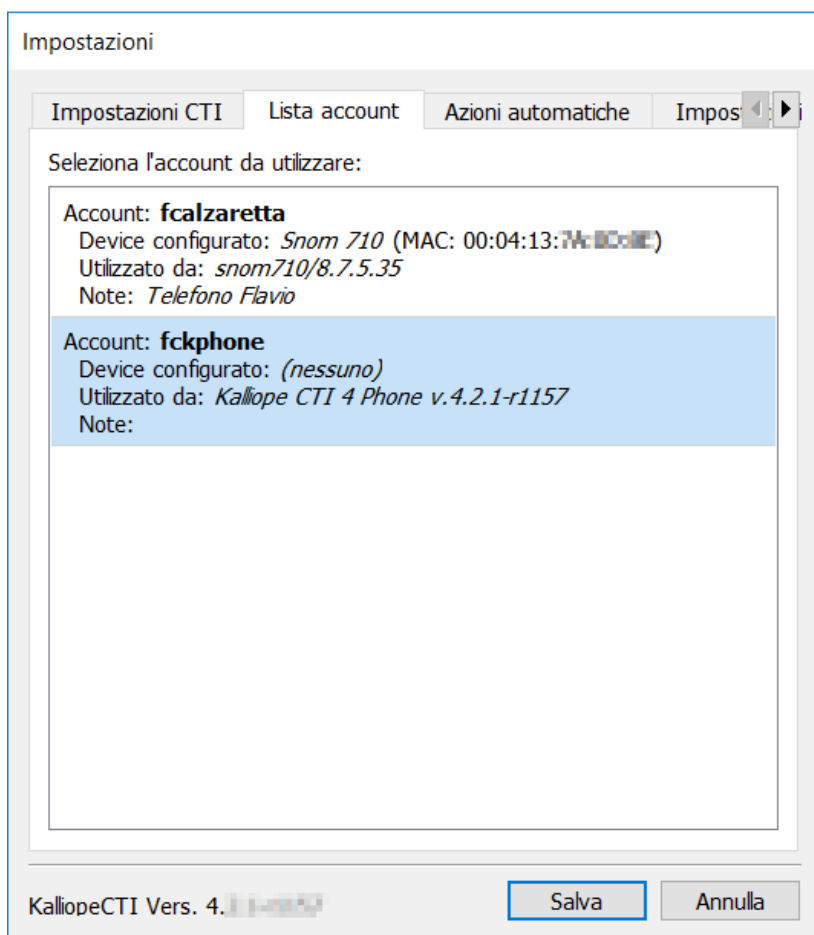 Impostazioni
Impostazioni CTI Lista account Azioni automatiche
Seleziona l'account da utilizzare:
Account: fcalzaretta
Device configurato: Snom 710 (MAC: 00:04:13:
Utilizzato da: snom710/8.7.5.35
Note: Telefono Flavio
Account: fckphone
Device configurato: (nessuno)
Utilizzato da: Kalliope CTI 4 Phone v.4.2.1-r1157
Note:
KalliopeCTI Vers. 4.
Salva Annulla